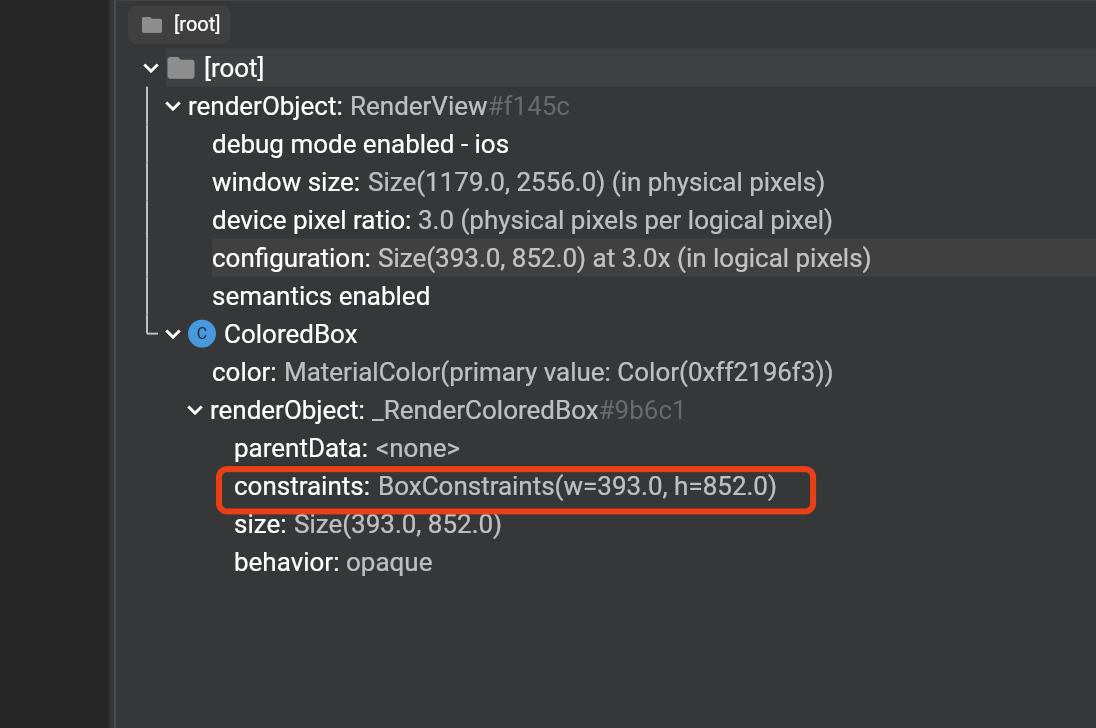 [root]
[root]
renderObject: RenderView#f145c
debug mode enabled - ios
window size: Size(1179.0, 2556.0) (in physical pixels)
device pixel ratio: 3.0 (physical pixels per logical pixel)
configuration: Size(393.0, 852.0) at 3.0x (in logical pixels)
semantics enabled
C ColoredBox
color: MaterialColor(primary value: Color(0xff2196f3))
renderObject: _RenderColoredBox#9b6c1
parentData: <none>
constraints: BoxConstraints(w=393.0, h=852.0)
size: Size(393.0, 852.0)
behavior: opaque